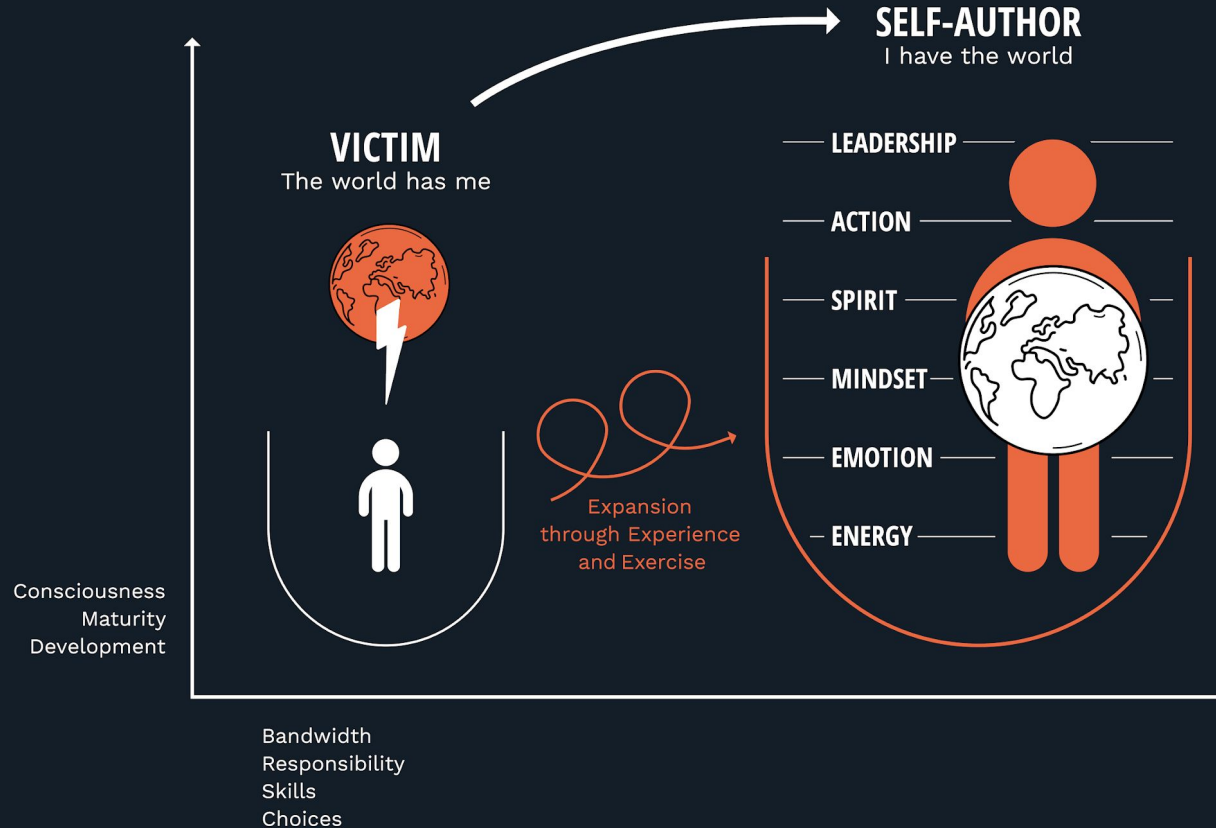 SELF-AUTHOR
I have the world
VICTIM
The world has me
LEADERSHIP
ACTION
SPIRIT
MINDSET
EMOTION
ENERGY
Expansion
through Experience
and Exercise
Consciousness
Maturity
Development
Bandwidth
Responsibility
Skills
Choices